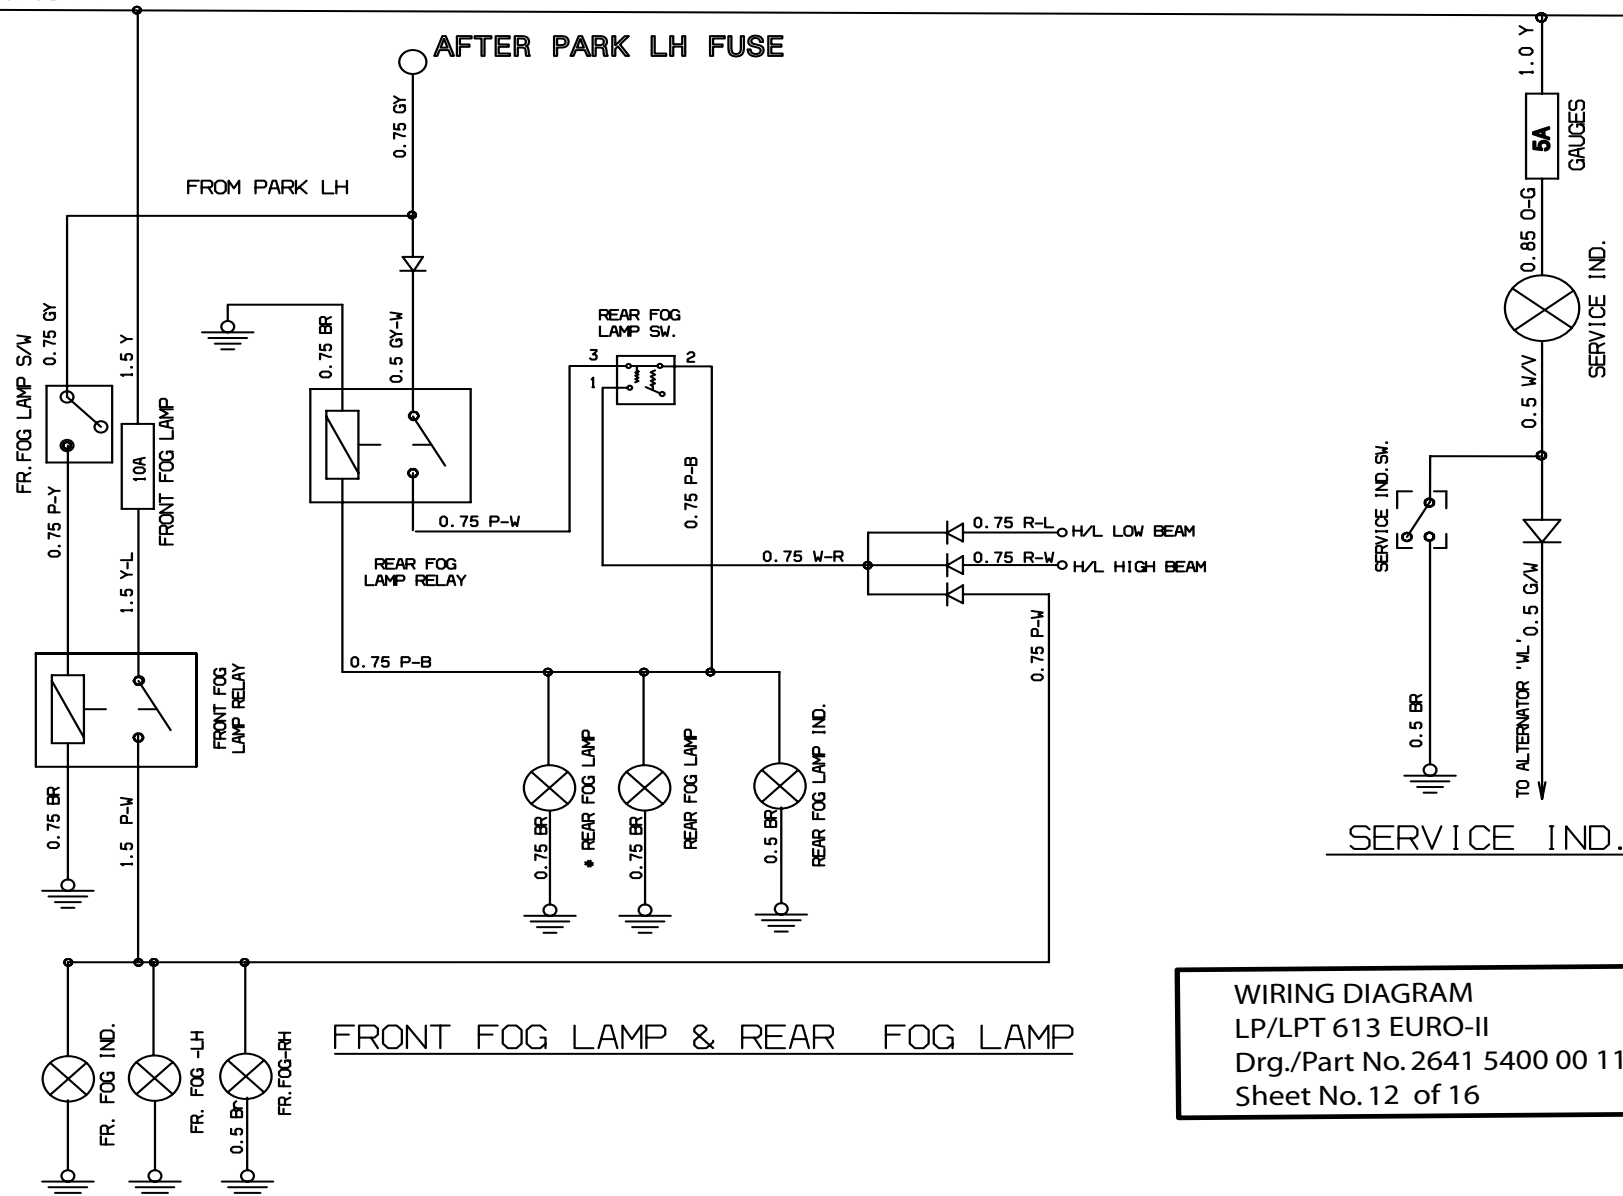 AFTER PARK LH FUSE
0.75 GY
FROM PARK LH
1.0 Y
5A
GAUGES
0.85 O-G
SERVICE IND.
0.5 W/V
SERVICE IND.SW.
0.5 BR
TO ALTERNATOR 'WL'
0.5 G/W
SERVICE IND.
FR.FOG LAMP S/W
0.75 GY
1.5 Y
10A
FRONT FOG LAMP
0.75 P-Y
1.5 Y-L
FRONT FOG
LAMP RELAY
0.75 BR
1.5 P-W
0.75 BR
0.5 GY-W
REAR FOG
LAMP SW.
3
2
1
0.75 P-W
0.75 P-B
REAR FOG
LAMP RELAY
0.75 W-R
0.75 R-L
H/L LOW BEAM
0.75 R-W
H/L HIGH BEAM
0.75 P-W
0.75 P-B
0.75 BR
* REAR FOG LAMP
0.75 BR
REAR FOG LAMP
0.5 BR
REAR FOG LAMP IND.
FR. FOG IND.
FR. FOG -LH
0.5 Br
FR.FOG-RH
FRONT FOG LAMP & REAR FOG LAMP
WIRING DIAGRAM
LP/LPT 613 EURO-II
Drg./Part No. 2641 5400 00 11
Sheet No. 12 of 16